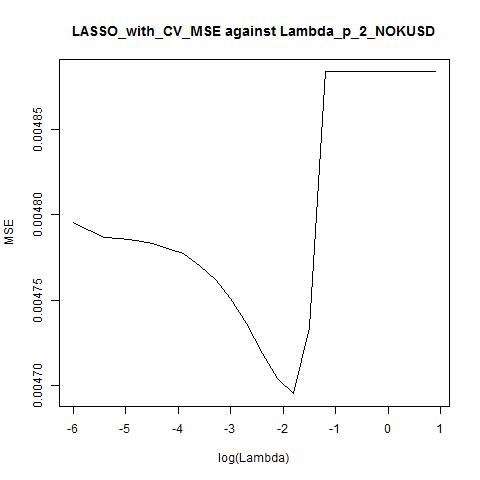 LASSO_with_CV_MSE against Lambda_p_2_NOKUSD
MSE
0.00485
0.00480
0.00475
0.00470
-6 -5 -4 -3 -2 -1 0 1
log(Lambda)